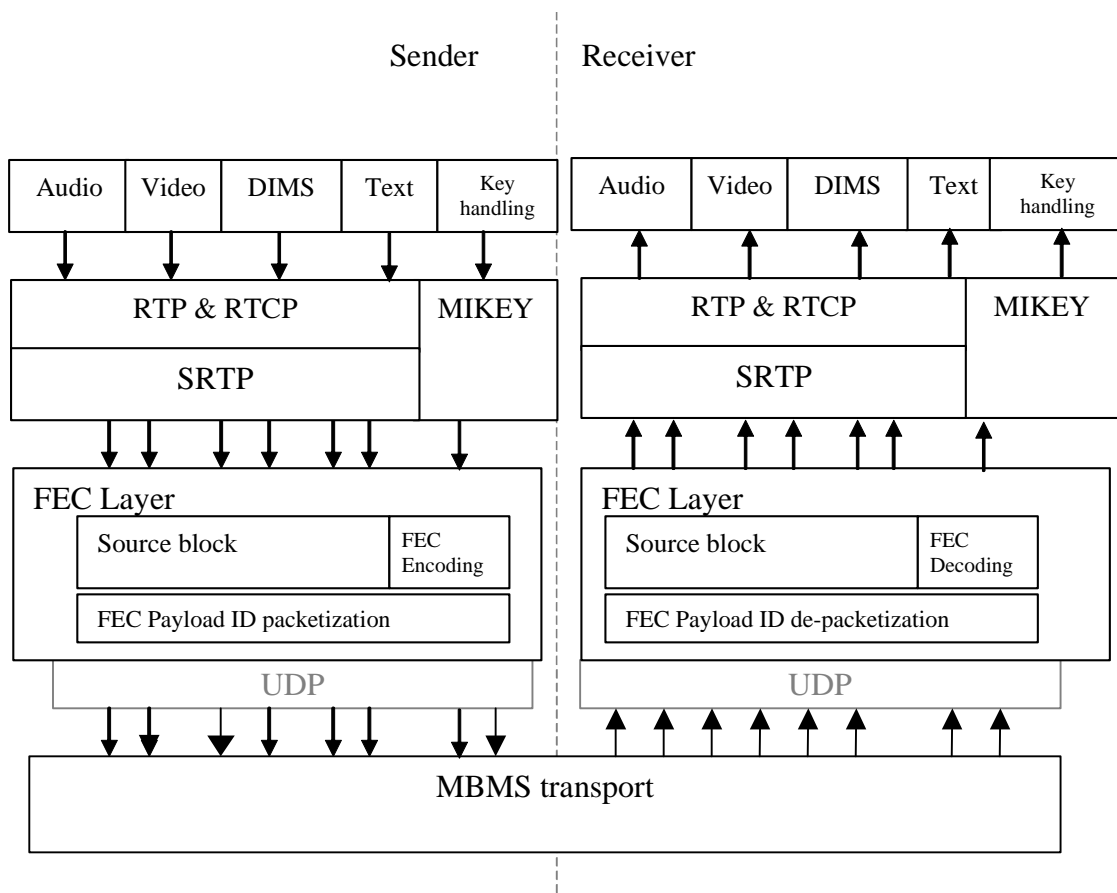 Sender
Receiver
Audio
Video
DIMS
Text
Key
handling
Audio
Video
DIMS
Text
Key
handling
RTP & RTCP
MIKEY
SRTP
RTP & RTCP
MIKEY
SRTP
FEC Layer
Source block
FEC
Encoding
FEC Payload ID packetization
FEC Layer
Source block
FEC
Decoding
FEC Payload ID de-packetization
UDP
UDP
MBMS transport